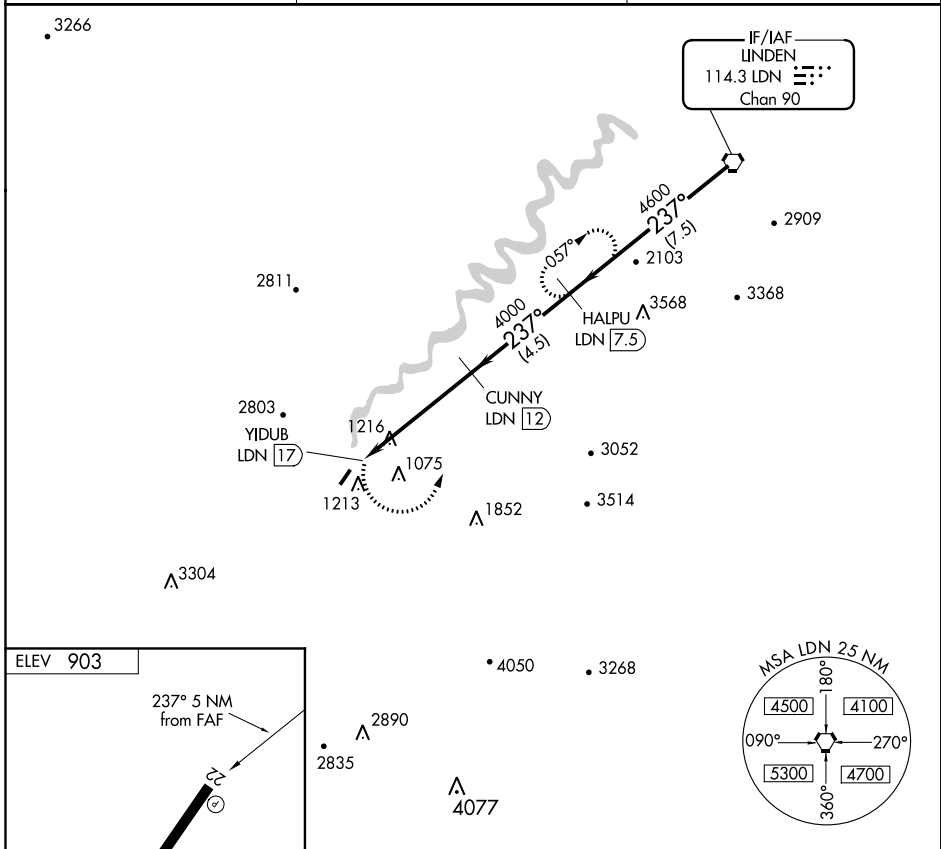 3266
IF/IAF
LINDEN
114.3 LDN
Chan 90
4600
237°
(7.5)
2909
057°
2103
2811
3568
3368
HALPU
LDN 7.5
4000
237°
(4.5)
CUNNY
LDN 12
2803
1216
YIDUB
LDN 17
3052
1075
1213
3514
1852
3304
ELEV 903
4050
3268
MSA LDN 25 NM
180°
4500
4100
237° 5 NM
from FAF
090°
270°
2890
2835
5300
4700
22
P
360°
4077